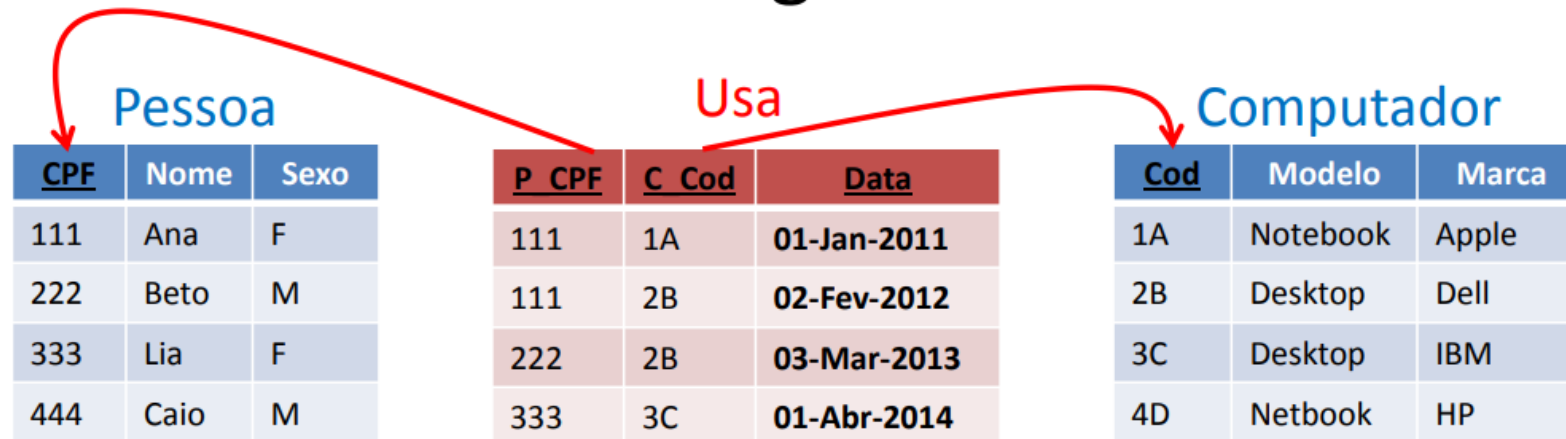 Pessoa
CPF Nome Sexo
111 Ana F
222 Beto M
333 Lia F
444 Caio M
Usa
P_CPF C_Cod Data
111 1A 01-Jan-2011
111 2B 02-Fev-2012
222 2B 03-Mar-2013
333 3C 01-Abr-2014
Computador
Cod Modelo Marca
1A Notebook Apple
2B Desktop Dell
3C Desktop IBM
4D Netbook HP